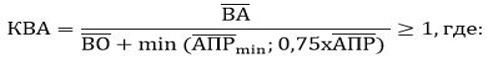 КВА = ВА / (ВО + min (АПРmin; 0,75хАПР)) ≥ 1, где: